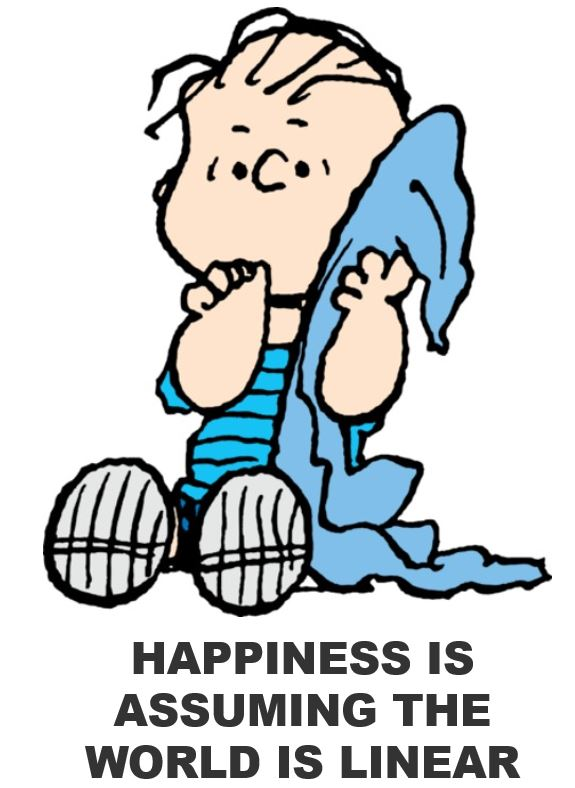 HAPPINESS IS
ASSUMING THE
WORLD IS LINEAR